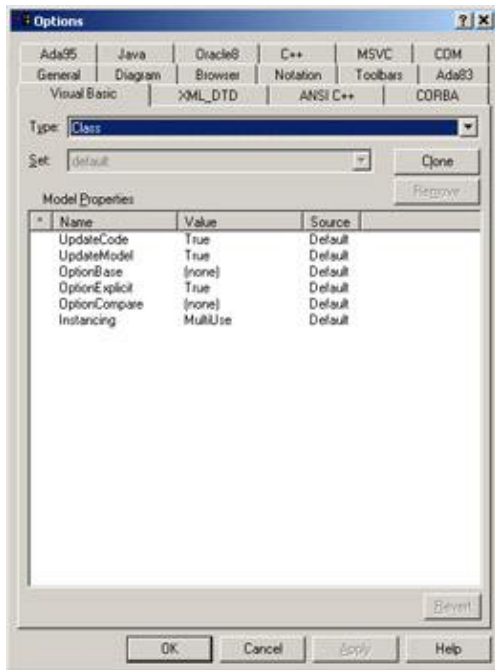 Options
Ada95 Java Oracle8 C++ MSVC COM
General Diagram Browser Notation Toolbars Ada83
Visual Basic XML_DTD ANSI C++ CORBA
Type: Class
Set: default Clone
Remove
Model Properties
* Name Value Source
UpdateCode True Default
UpdateModel True Default
OptionBase (none) Default
OptionExplicit True Default
OptionCompare (none) Default
Instancing MultiUse Default
Revert
OK Cancel Apply Help